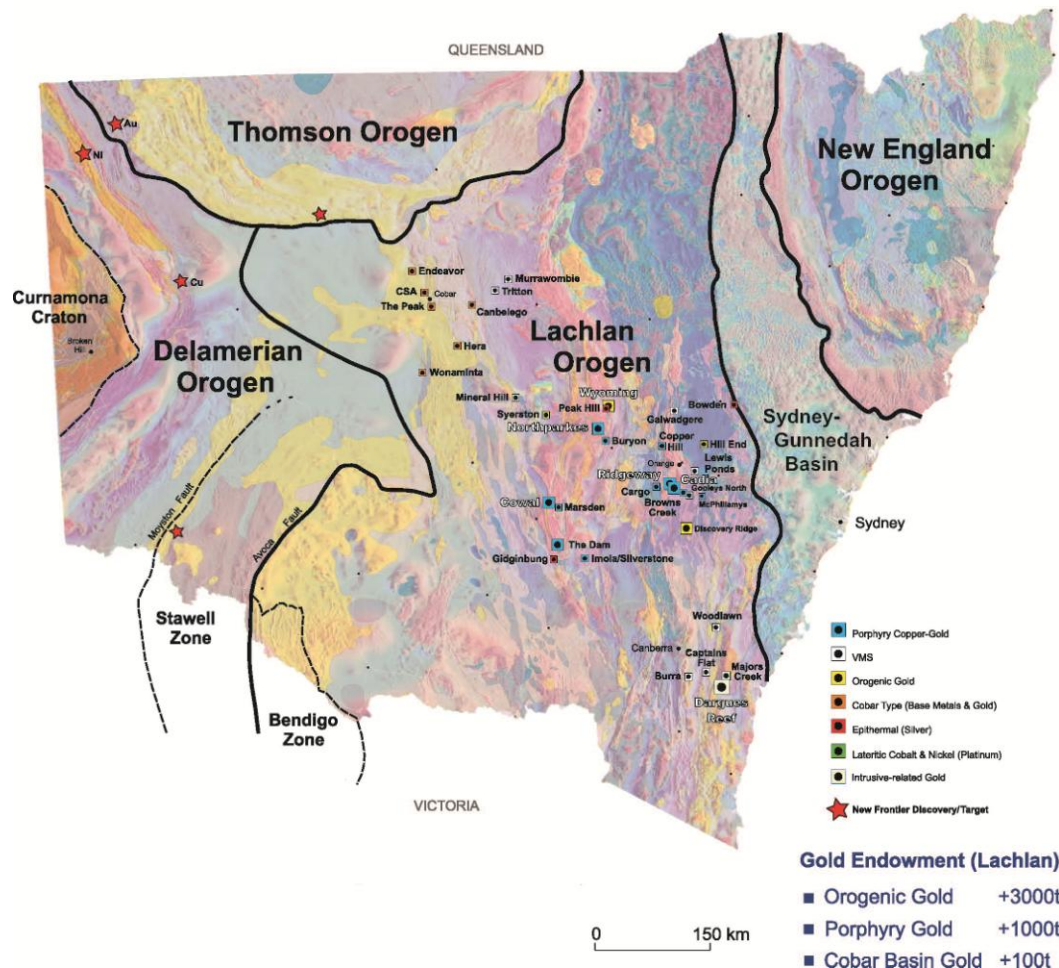 QUEENSLAND
Au
Ni
Thomson Orogen
New England
Orogen
Endeavor
CSA
Cobar
The Peak
Murrawombie
Tritton
Canbelego
Cu
Curnamona
Craton
Broken
Hill
Delamerian
Orogen
Lachlan
Orogen
Hera
Wonaminta
Mineral Hill
Syerston
Wyoming
Peak Hill
Northparkes
Buryon
Bowden
Galwadgere
Copper
Hill
Hill End
Lewis
Ponds
Orange
Ridgeway
Cadia
Cargo
Browns
Creek
McPhillamys
Sydney-
Gunnedah
Basin
Sydney
Cowal
Marsden
Discovery Ridge
The Dam
Gidginbung
Imola/Silverstone
Moyston Fault
Avoca Fault
Stawell
Zone
Bendigo
Zone
Woodlawn
Canberra
Captains
Flat
Burra
Majors
Creek
Dargues
Reef
VICTORIA
Porphyry Copper-Gold
VMS
Orogenic Gold
Cobar Type (Base Metals & Gold)
Epithermal (Silver)
Lateritic Cobalt & Nickel (Platinum)
Intrusive-related Gold
New Frontier Discovery/Target
0 150 km
Gold Endowment (Lachlan)
Orogenic Gold +3000t
Porphyry Gold +1000t
Cobar Basin Gold +100t